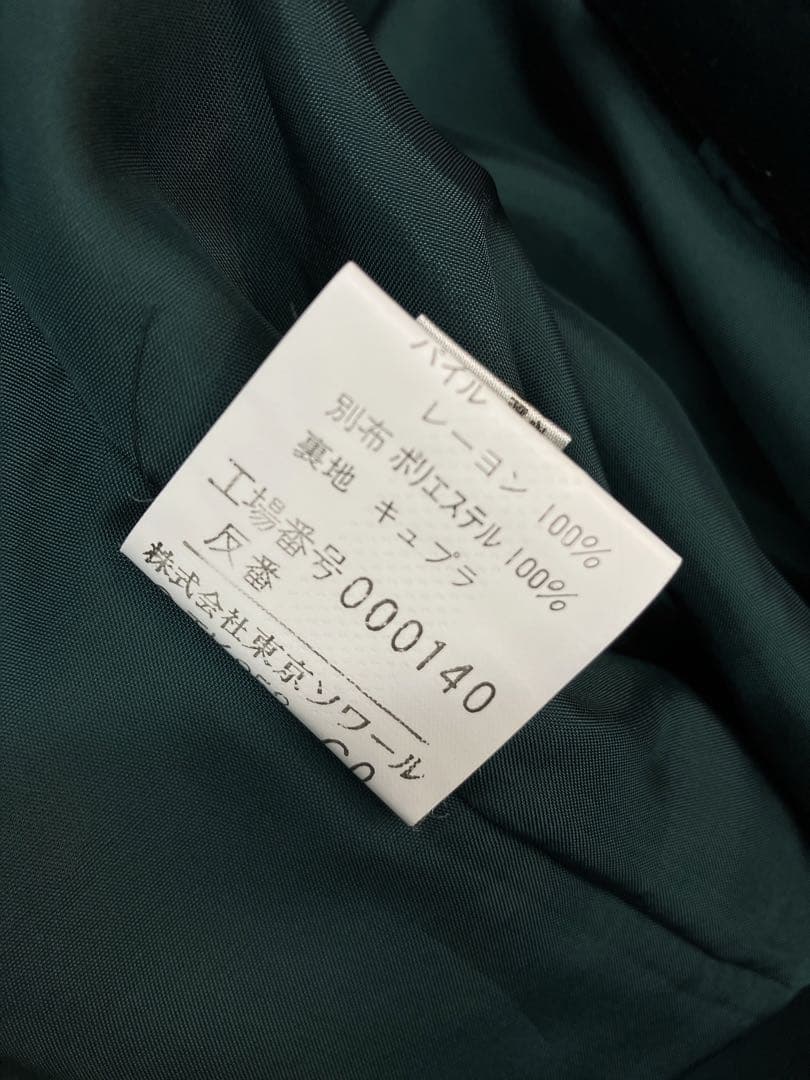 パイル
レーヨン 100%
別布 ポリエステル 100%
裏地 キュプラ
工場番号 000140
反番
株式会社東京ソワール